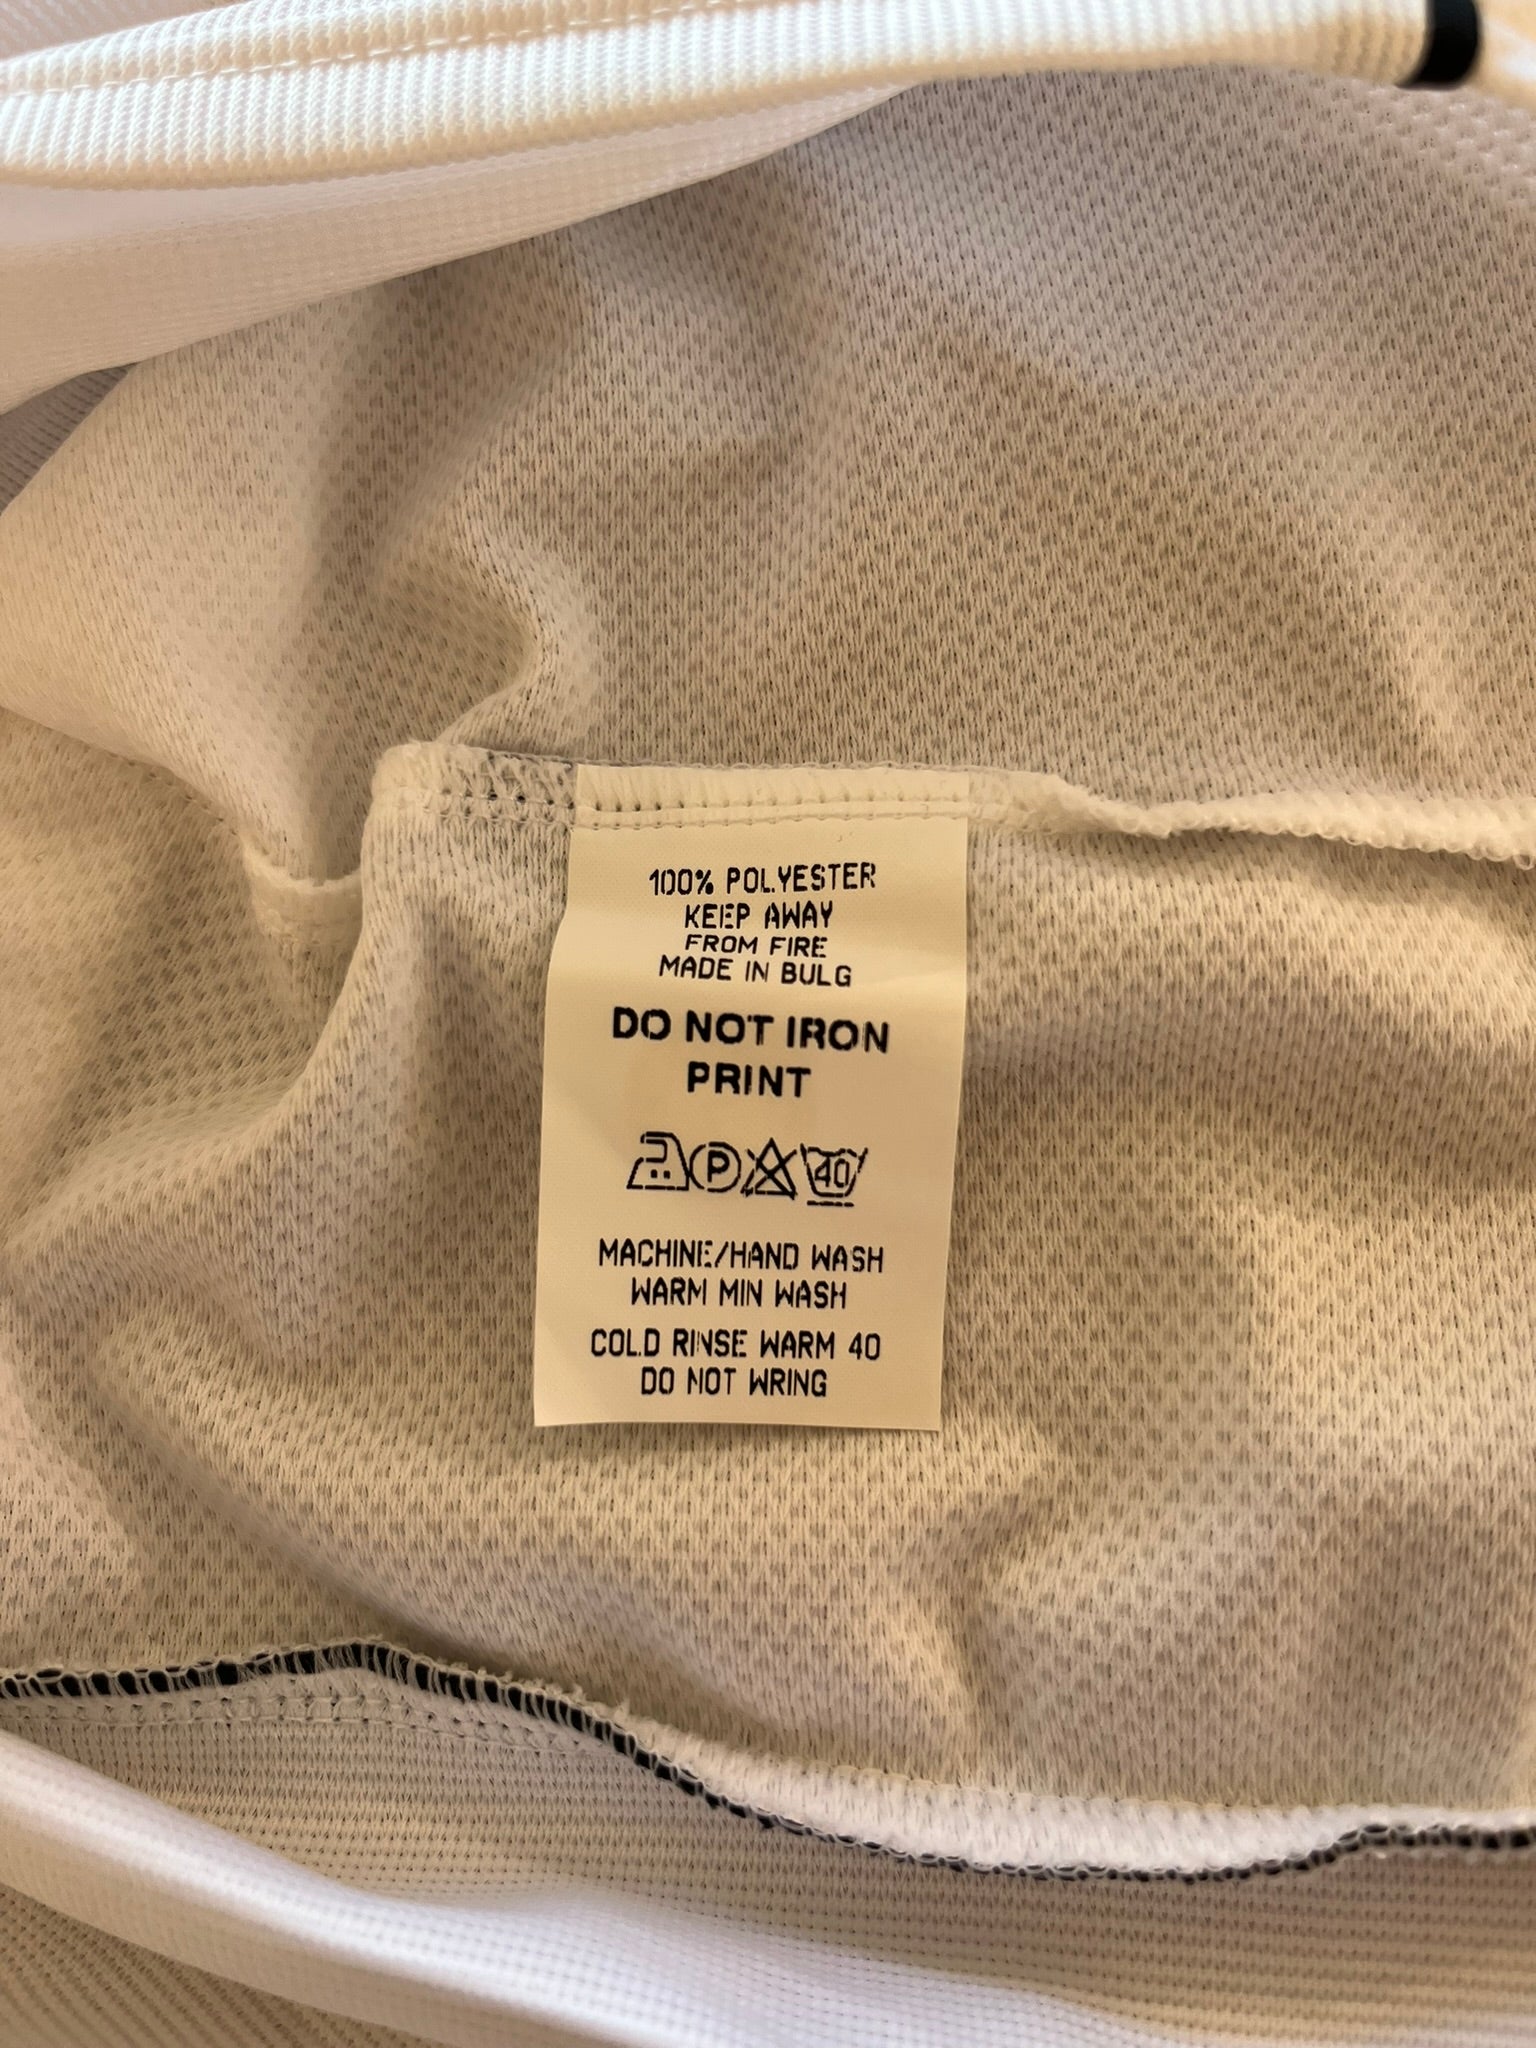 100% POLYESTER
KEEP AWAY
FROM FIRE
MADE IN BULG
DO NOT IRON
PRINT
P 40
MACHINE/HAND WASH
WARM MIN WASH
COLD RINSE WARM 40
DO NOT WRING